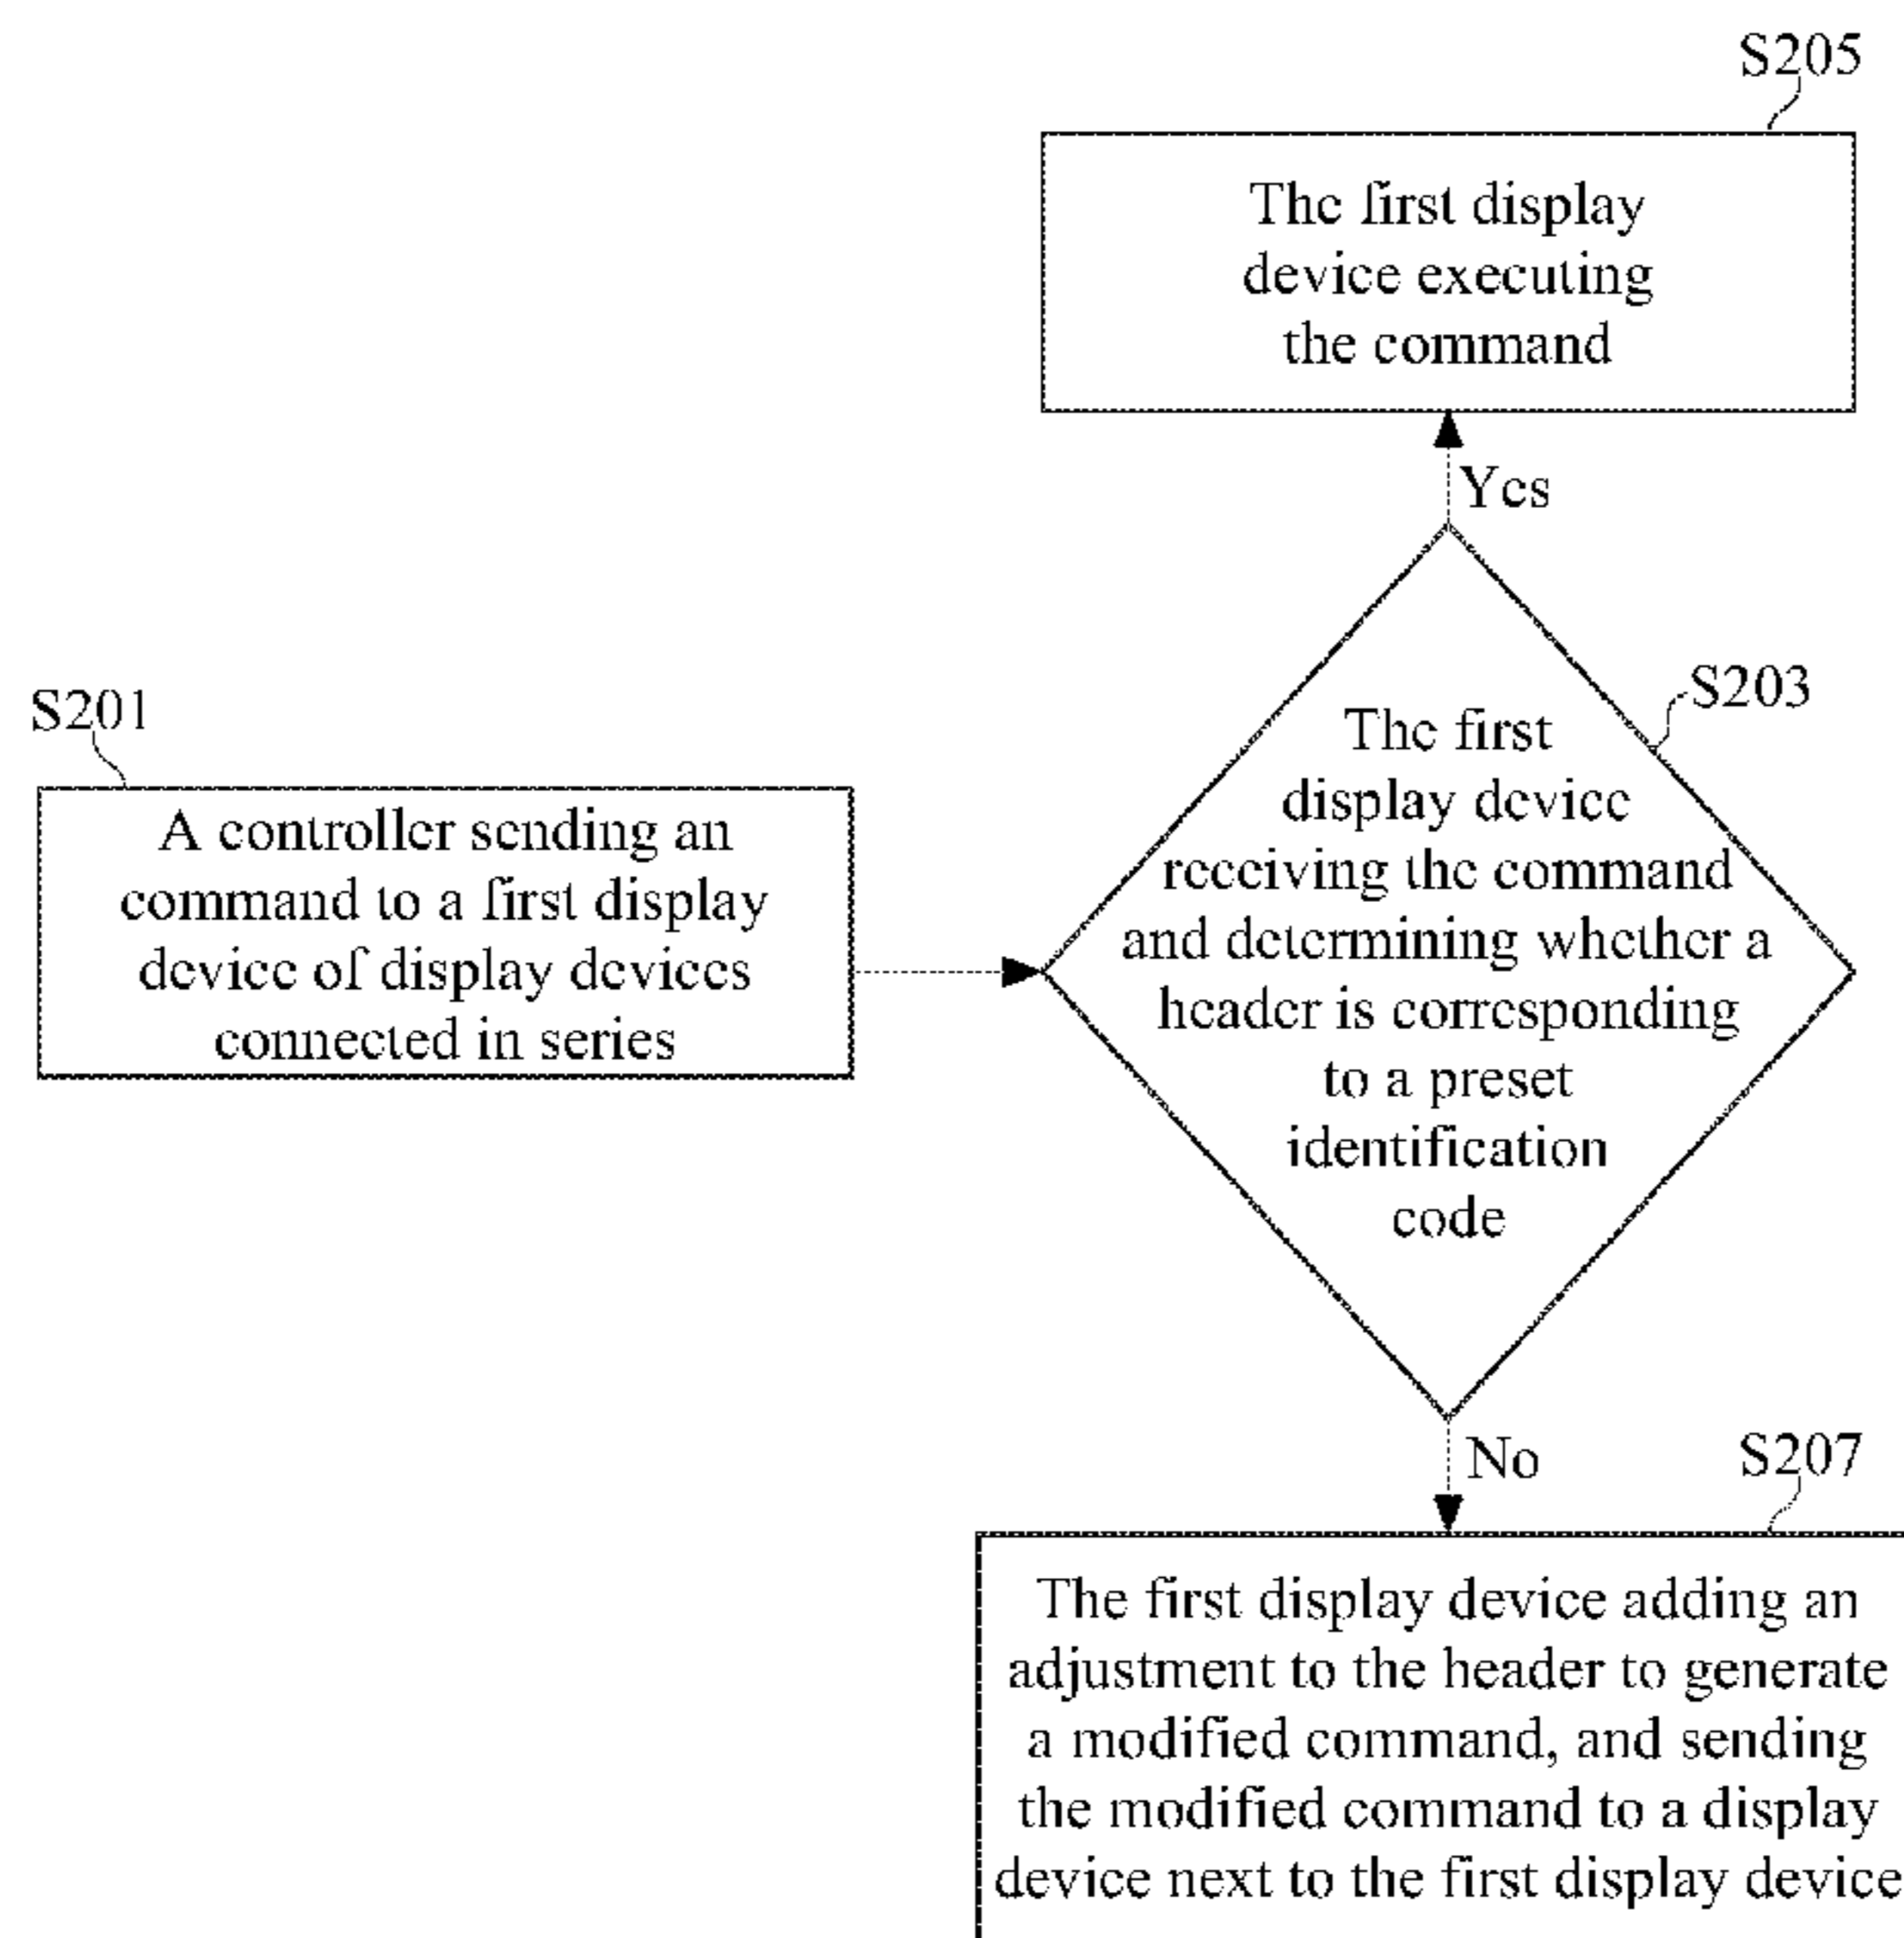 S205
The first display
device executing
the command
Yes
S203
The first
display device
receiving the command
and determining whether a
header is corresponding
to a preset
identification
code
S201
A controller sending an
command to a first display
device of display devices
connected in series
No
S207
The first display device adding an
adjustment to the header to generate
a modified command, and sending
the modified command to a display
device next to the first display device